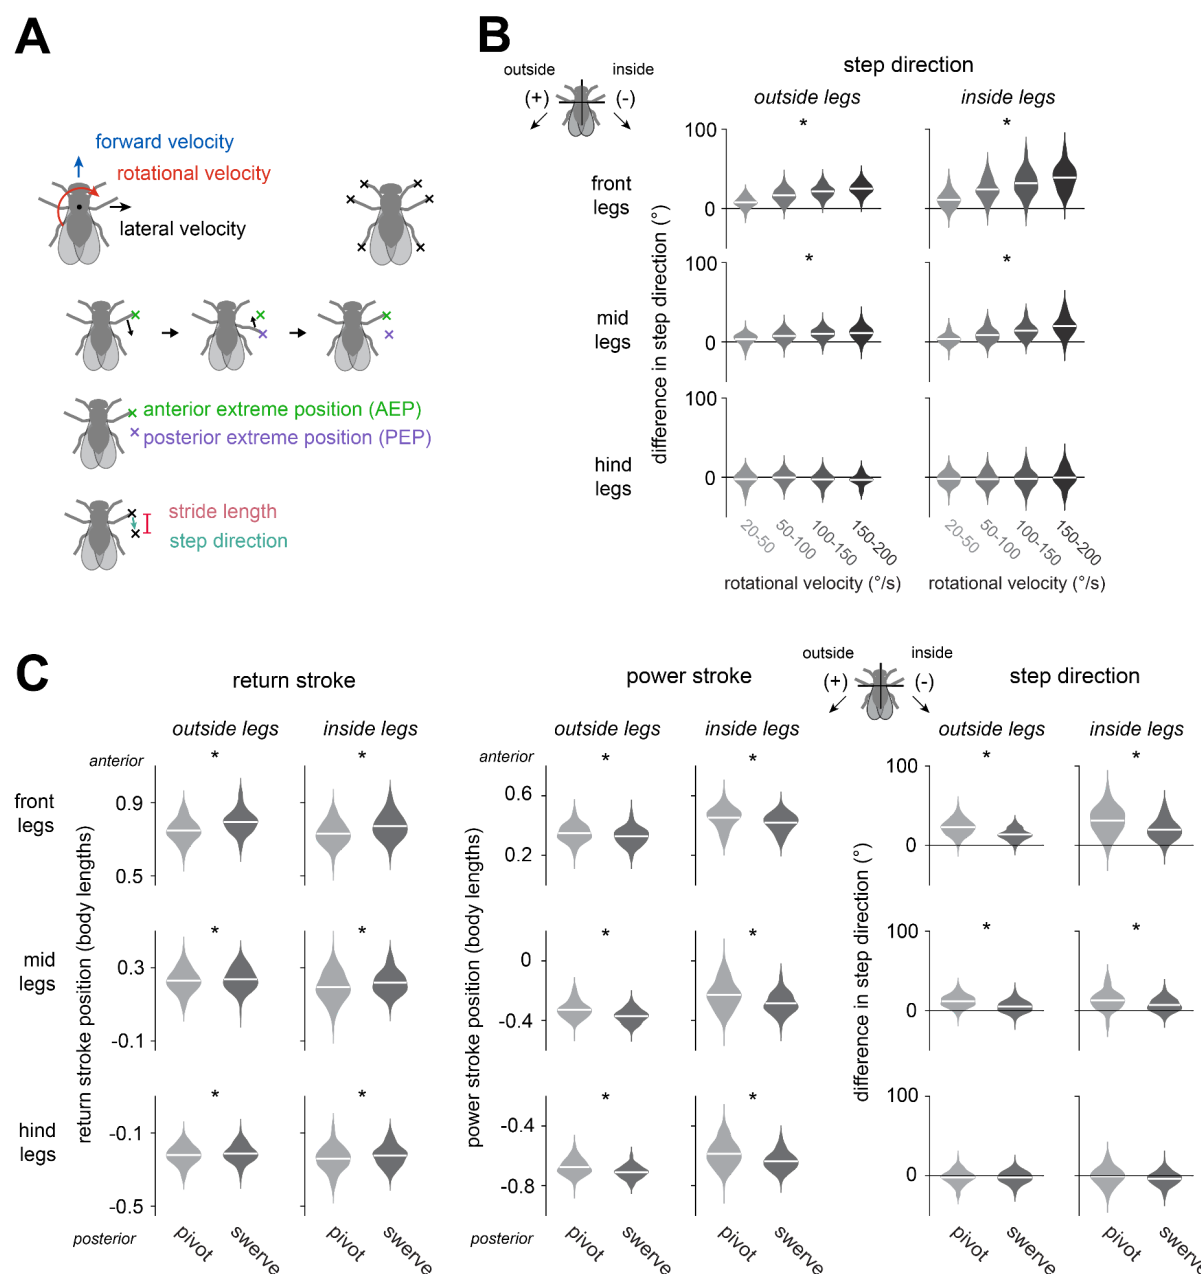 A
forward velocity
rotational velocity
lateral velocity
anterior extreme position (AEP)
posterior extreme position (PEP)
stride length
step direction
B
outside
inside
(+)
(-)
step direction
outside legs
inside legs
*
*
front
legs
100
0
*
*
mid
legs
100
0
hind
legs
100
0
difference in step direction (°)
20-50
50-100
100-150
150-200
20-50
50-100
100-150
150-200
rotational velocity (°/s)
rotational velocity (°/s)
C
return stroke
outside legs
inside legs
anterior
*
*
front
legs
0.9
0.5
*
*
mid
legs
0.3
-0.1
*
*
hind
legs
-0.1
-0.5
return stroke position (body lengths)
posterior
pivot
swerve
pivot
swerve
power stroke
outside legs
inside legs
anterior
*
*
0.6
0.2
*
*
0
-0.4
*
*
-0.4
-0.8
power stroke position (body lengths)
posterior
pivot
swerve
pivot
swerve
outside
inside
(+)
(-)
step direction
outside legs
inside legs
*
*
100
0
*
*
100
0
100
0
difference in step direction (°)
pivot
swerve
pivot
swerve